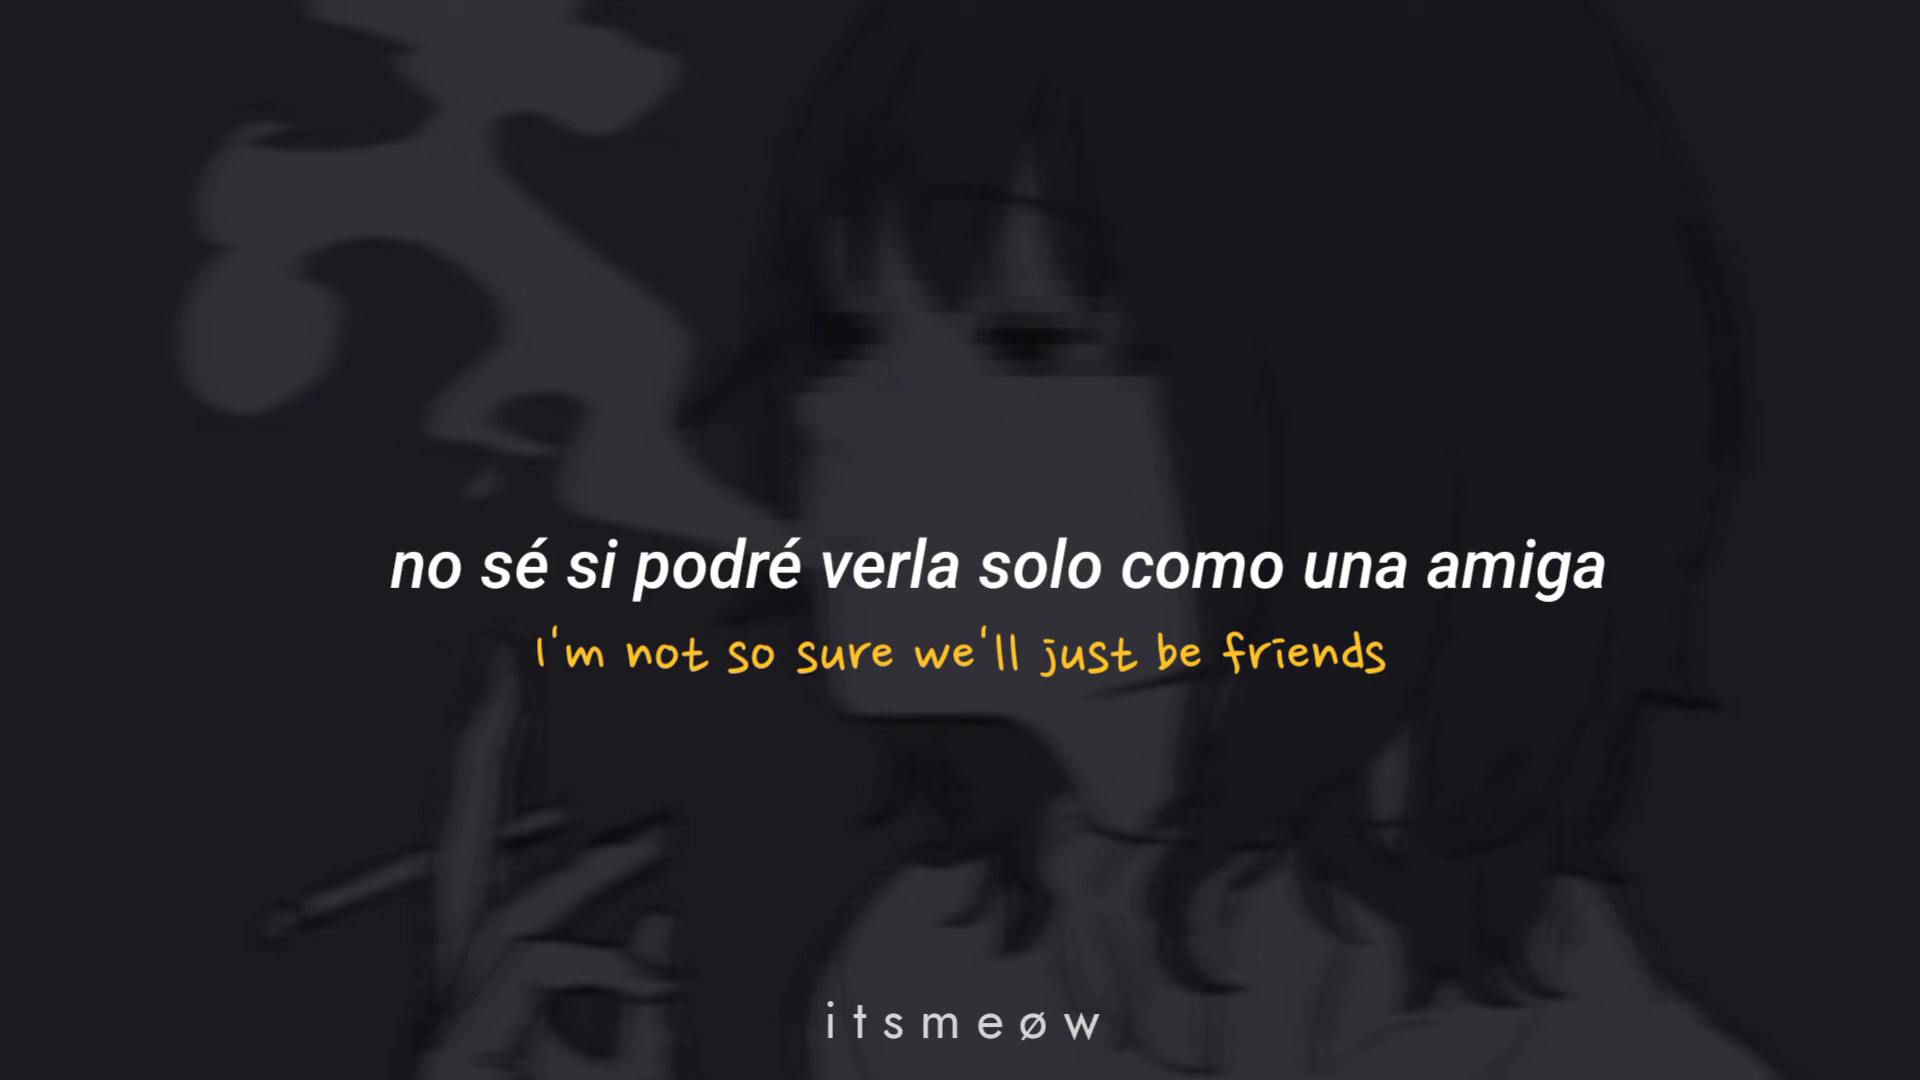 no sé si podré verla solo como una amiga
I'm not so sure we'll just be friends
itsmeøw